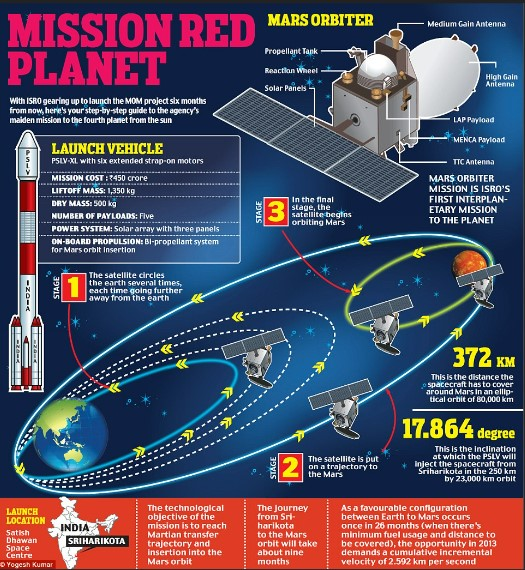 MISSION RED
PLANET
With ISRO gearing up to launch the MOM project six months
from now, here's your step-by-step guide to the agency's
maiden mission to the fourth planet from the sun
MARS ORBITER
Medium Gain Antenna
Propellant Tank
Reaction Wheel
Solar Panels
High Gain
Antenna
LAP Payload
MENCA Payload
TTC Antenna
MARS ORBITER
MISSION IS ISRO'S
FIRST INTERPLAN-
ETARY MISSION
TO THE PLANET
PSLV
INDIA
INDIA
INDIA
LAUNCH VEHICLE
PSLV-XL with six extended strap-on motors
MISSION COST : ₹450 crore
LIFTOFF MASS: 1,350 kg
DRY MASS: 500 kg
NUMBER OF PAYLOADS: Five
POWER SYSTEM: Solar array with three panels
ON-BOARD PROPULSION: Bi-propellant system
for Mars orbit insertion
STAGE 1
The satellite circles
the earth several times,
each time going further
away from the earth
STAGE 3
In the final
stage, the
satellite begins
orbiting Mars
372 KM
This is the distance the
spacecraft has to cover
around Mars in an ellip-
tical orbit of 80,000 km
17.864 degree
This is the inclination
at which the PSLV will
inject the spacecraft from
Sriharikota in the 250 km
by 23,000 km orbit
STAGE 2
The satellite is put
on a trajectory to
the Mars
LAUNCH
LOCATION
Satish
Dhawan
Space
Centre
INDIA
SRIHARIKOTA
© Yogesh Kumar
The technological
objective of the
mission is to reach
Martian transfer
trajectory and
insertion into the
Mars orbit
The journey
from Sri-
harikota
to the Mars
orbit will take
about nine
months
As a favourable configuration
between Earth to Mars occurs
once in 26 months (when there's
minimum fuel usage and distance
to be covered), the opportunity in 2013
demands a cumulative incremental
velocity of 2.592 km per second